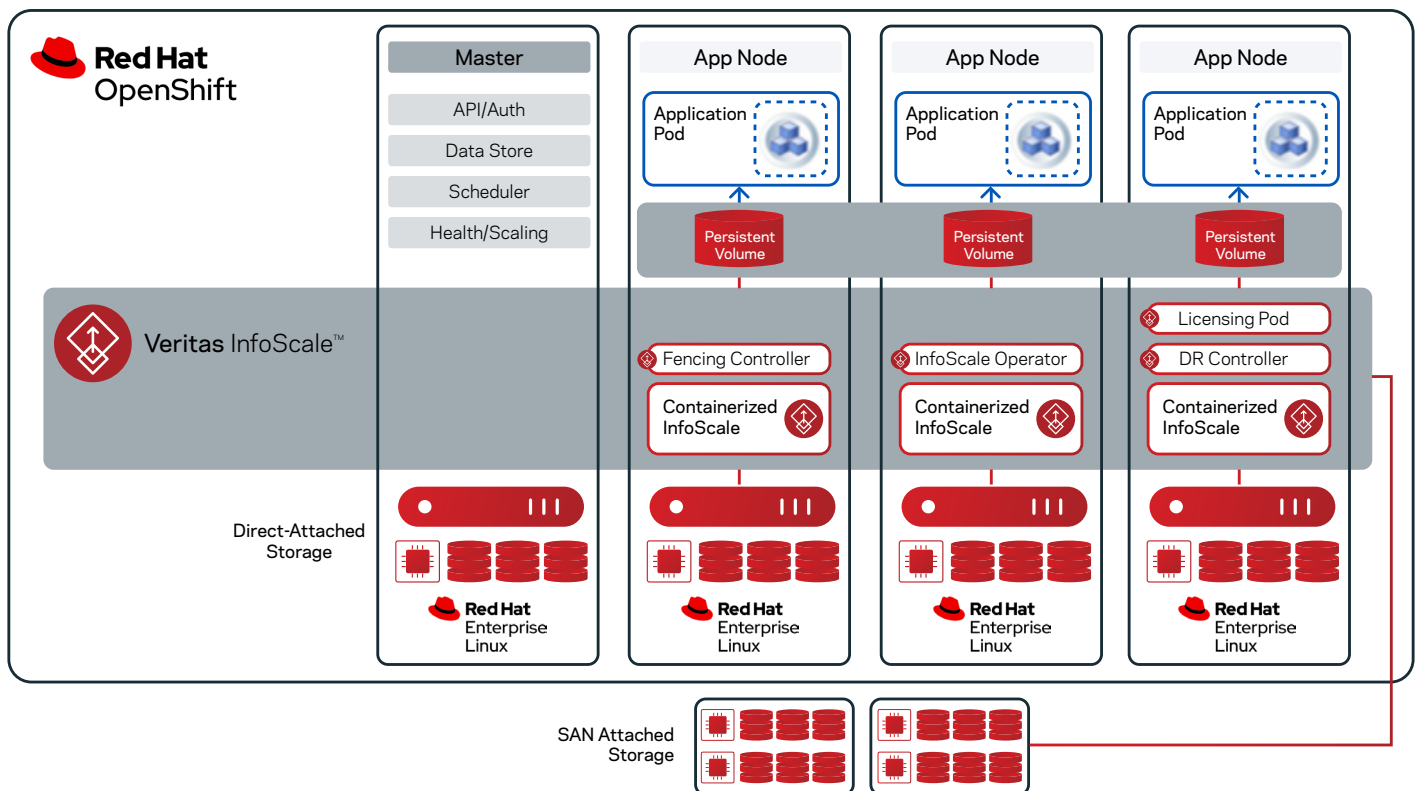 Red Hat
OpenShift
Master
API/Auth
Data Store
Scheduler
Health/Scaling
App Node
Application
Pod
Persistent
Volume
App Node
Application
Pod
Persistent
Volume
App Node
Application
Pod
Persistent
Volume
Veritas InfoScale™
Fencing Controller
Containerized
InfoScale
InfoScale Operator
Containerized
InfoScale
Licensing Pod
DR Controller
Containerized
InfoScale
Direct-Attached
Storage
Red Hat
Enterprise
Linux
Red Hat
Enterprise
Linux
Red Hat
Enterprise
Linux
Red Hat
Enterprise
Linux
SAN Attached
Storage